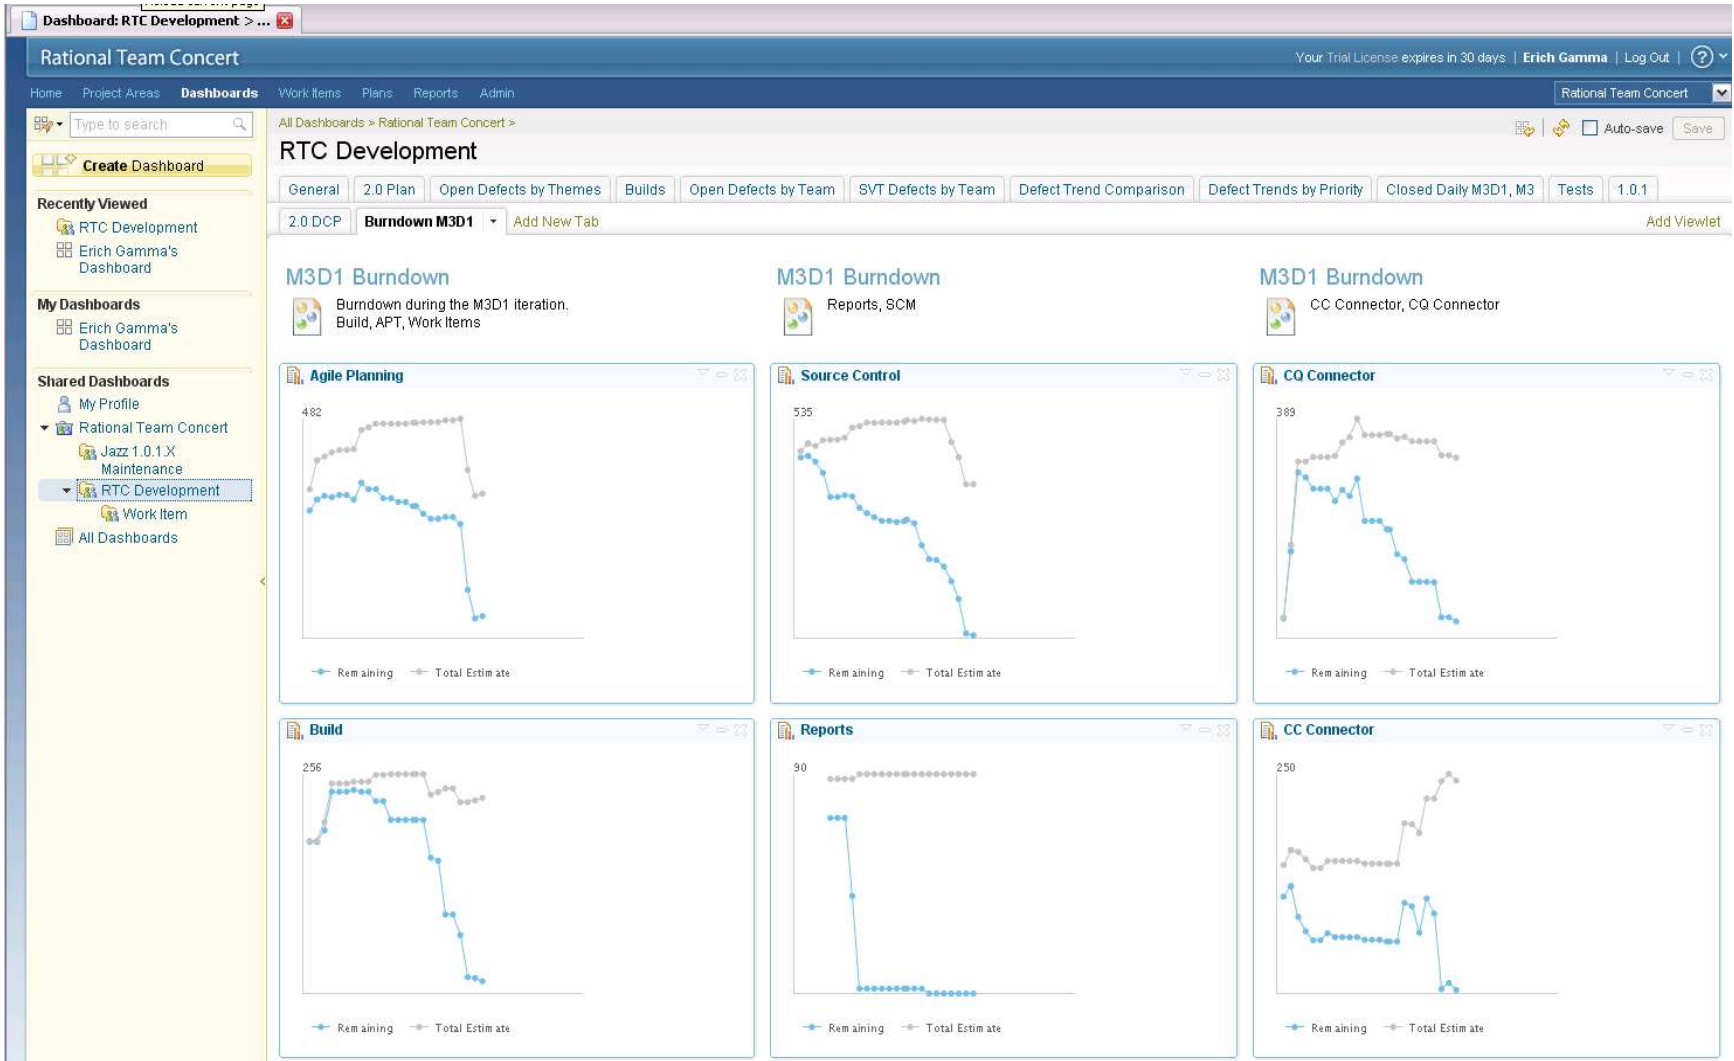 Dashboard: RTC Development > ...
Rational Team Concert
Your Trial License expires in 30 days | Erich Gamma | Log Out | ?
Home Project Areas Dashboards Work Items Plans Reports Admin
Rational Team Concert
Type to search
Create Dashboard
Recently Viewed
RTC Development
Erich Gamma's
Dashboard
My Dashboards
Erich Gamma's
Dashboard
Shared Dashboards
My Profile
Rational Team Concert
Jazz 1.0.1.X
Maintenance
RTC Development
Work Item
All Dashboards
All Dashboards > Rational Team Concert >
Auto-save Save
RTC Development
General 2.0 Plan Open Defects by Themes Builds Open Defects by Team SVT Defects by Team Defect Trend Comparison Defect Trends by Priority Closed Daily M3D1, M3 Tests 1.0.1
2.0 DCP Burndown M3D1 Add New Tab Add Viewlet
M3D1 Burndown
Burndown during the M3D1 iteration.
Build, APT, Work Items
M3D1 Burndown
Reports, SCM
M3D1 Burndown
CC Connector, CQ Connector
Agile Planning
482
Remaining Total Estimate
Source Control
535
Remaining Total Estimate
CQ Connector
389
Remaining Total Estimate
Build
256
Remaining Total Estimate
Reports
90
Remaining Total Estimate
CC Connector
250
Remaining Total Estimate